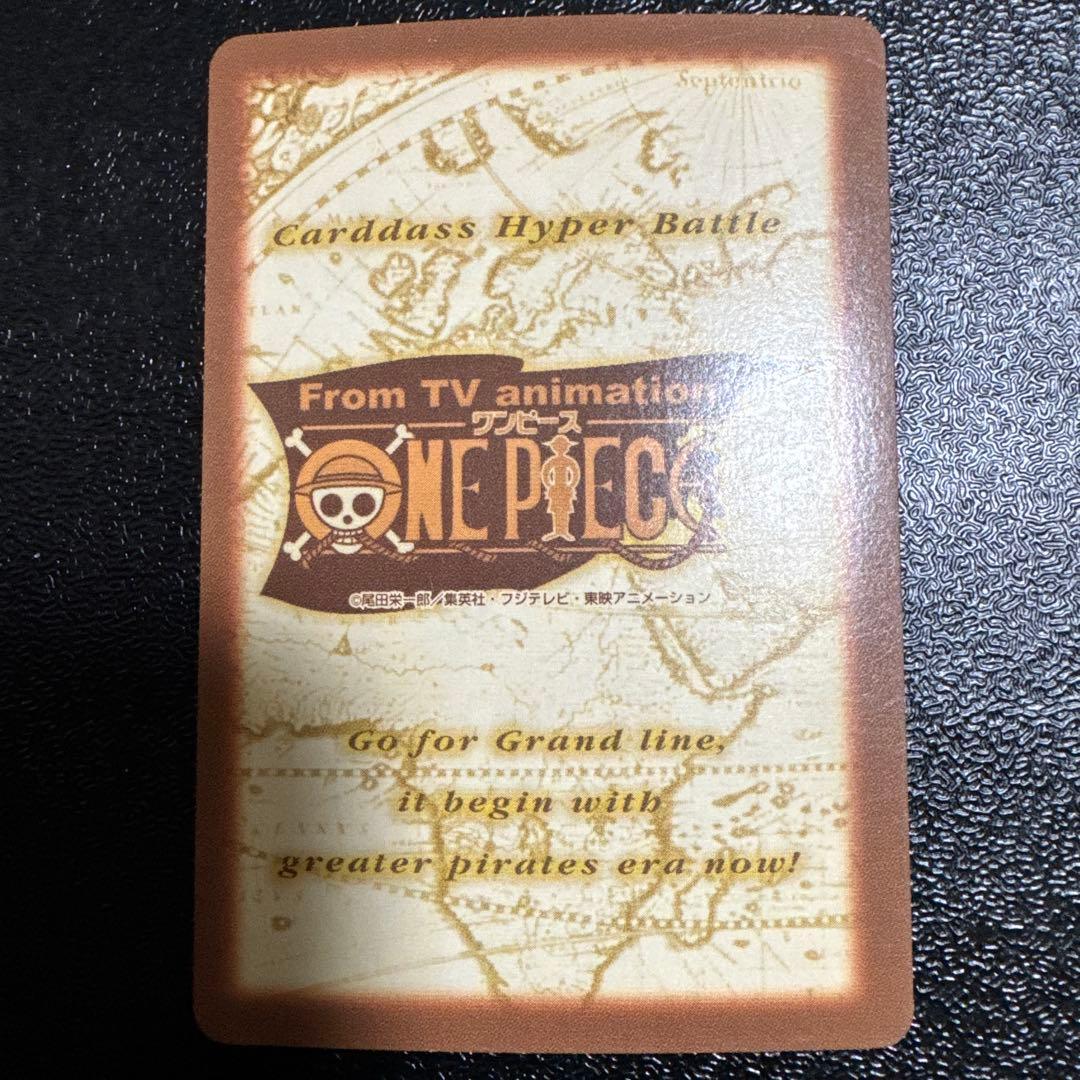 Septentrio
Carddass Hyper Battle
From TV animation
ワンピース
ONE PIECE
©尾田栄一郎/集英社・フジテレビ・東映アニメーション
Go for Grand line,
it begin with
greater pirates era now!